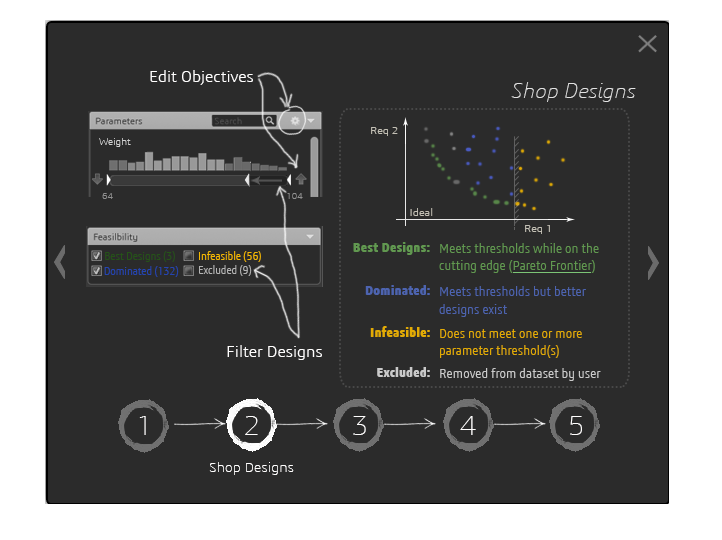 Edit Objectives
Shop Designs
Parameters
Search
Weight
64
104
Feasilbility
Best Designs (3)
Infeasible (56)
Dominated (132)
Excluded (9)
Filter Designs
Req 2
Ideal
Req 1
Best Designs: Meets thresholds while on the
cutting edge (Pareto Frontier)
Dominated: Meets thresholds but better
designs exist
Infeasible: Does not meet one or more
parameter threshold(s)
Excluded: Removed from dataset by user
1
2
3
4
5
Shop Designs